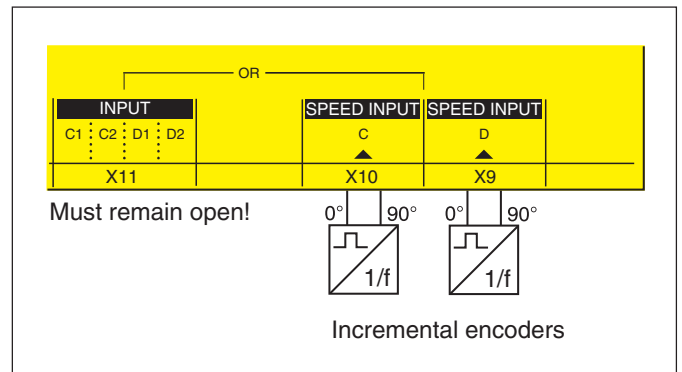 OR
INPUT SPEED INPUT SPEED INPUT
C1 C2 D1 D2 C D
X11 X10 X9
Must remain open! 0° 90° 0° 90°
1/f 1/f
Incremental encoders